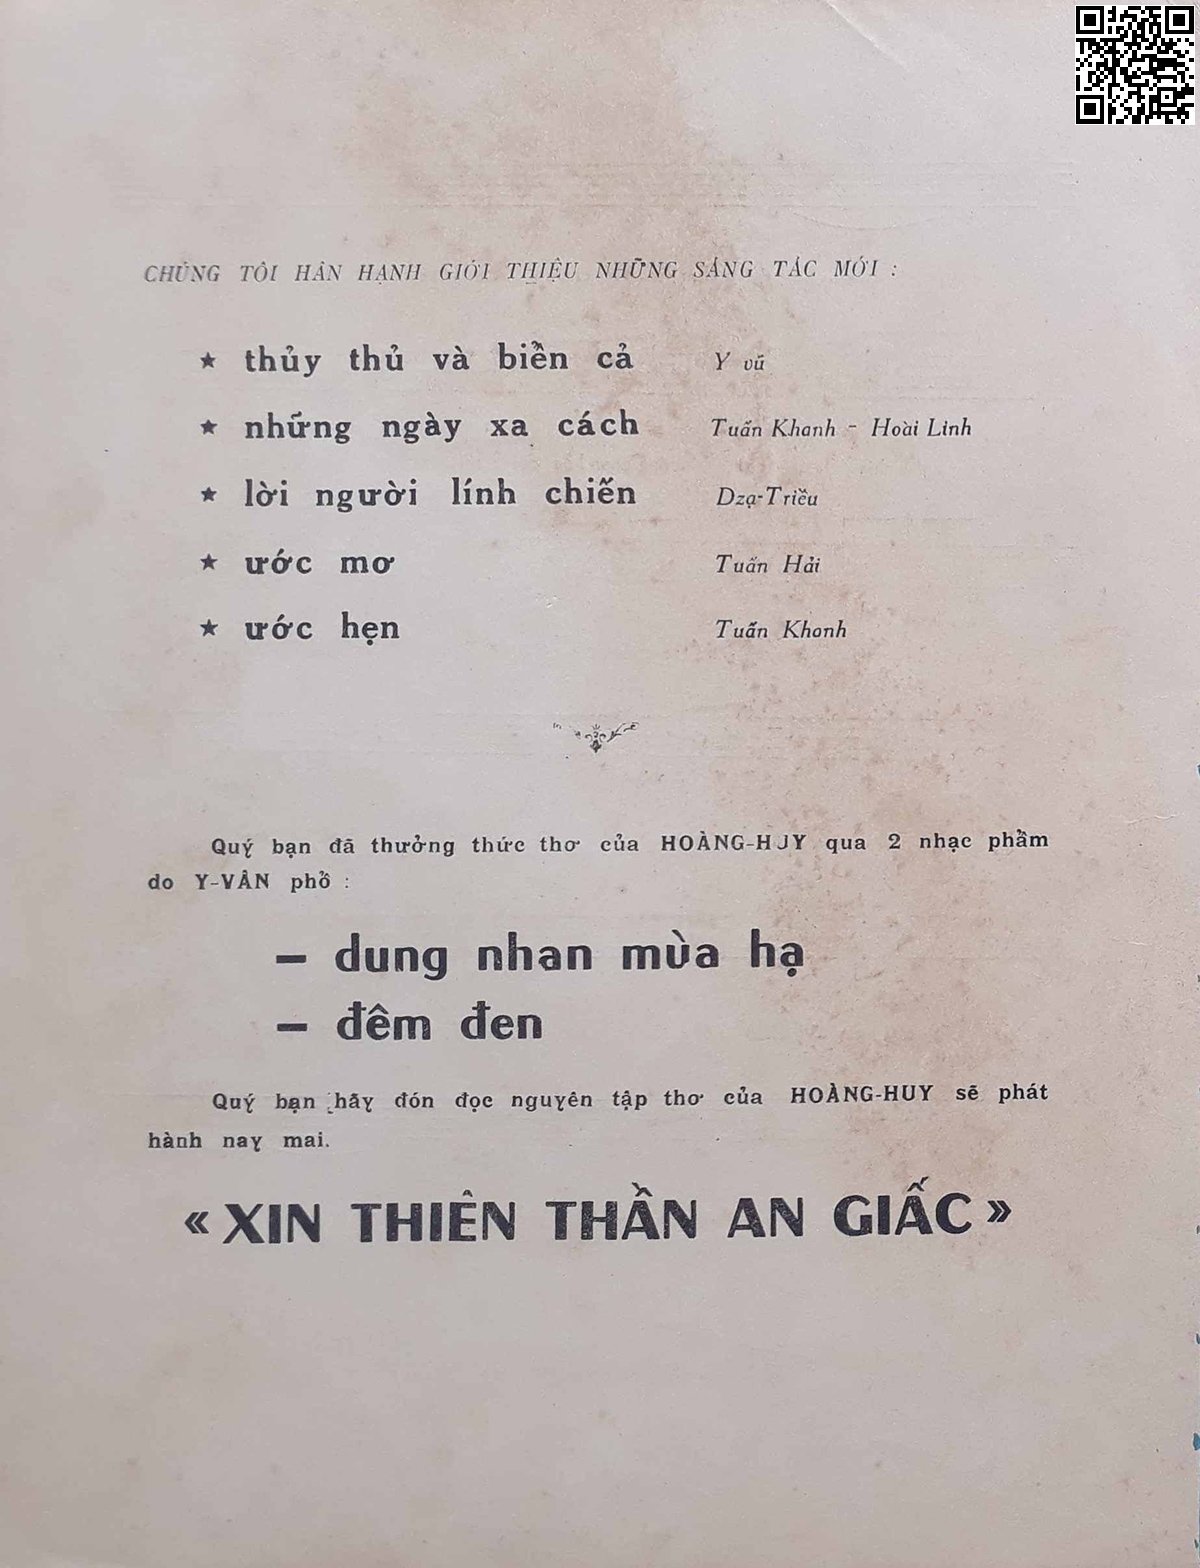 CHÚNG TÔI HÂN HẠNH GIỚI THIỆU NHỮNG SÁNG TÁC MỚI :
★ thủy thủ và biển cả Y vũ
★ những ngày xa cách Tuấn Khanh - Hoài Linh
★ lời người lính chiến Dzạ-Triều
★ ước mơ Tuấn Hải
★ ước hẹn Tuấn Khanh
Quý bạn đã thưởng thức thơ của HOÀNG-HUY qua 2 nhạc phẩm
do Y-VÂN phổ :
— dung nhan mùa hạ
— đêm đen
Quý bạn hãy đón đọc nguyên tập thơ của HOÀNG-HUY sẽ phát
hành nay mai.
« XIN THIÊN THẦN AN GIẤC »